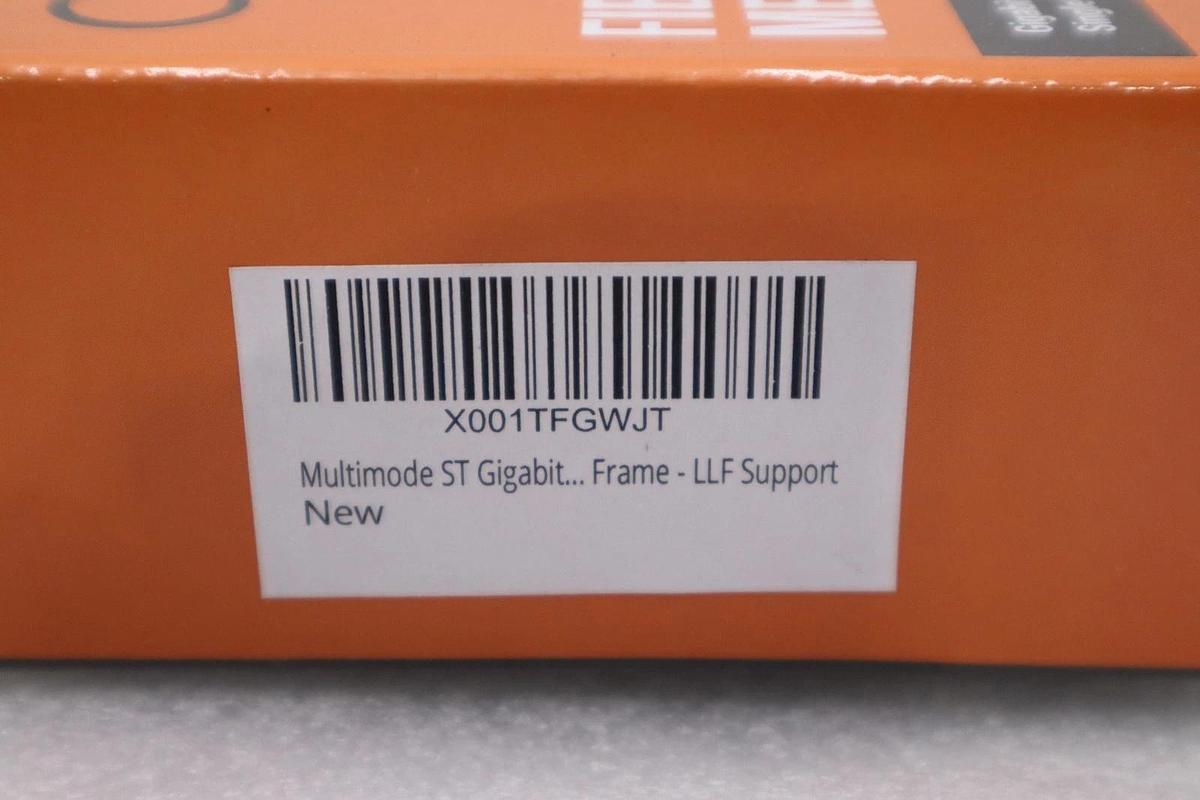 X001TFGWJT
Multimode ST Gigabit... Frame - LLF Support
New